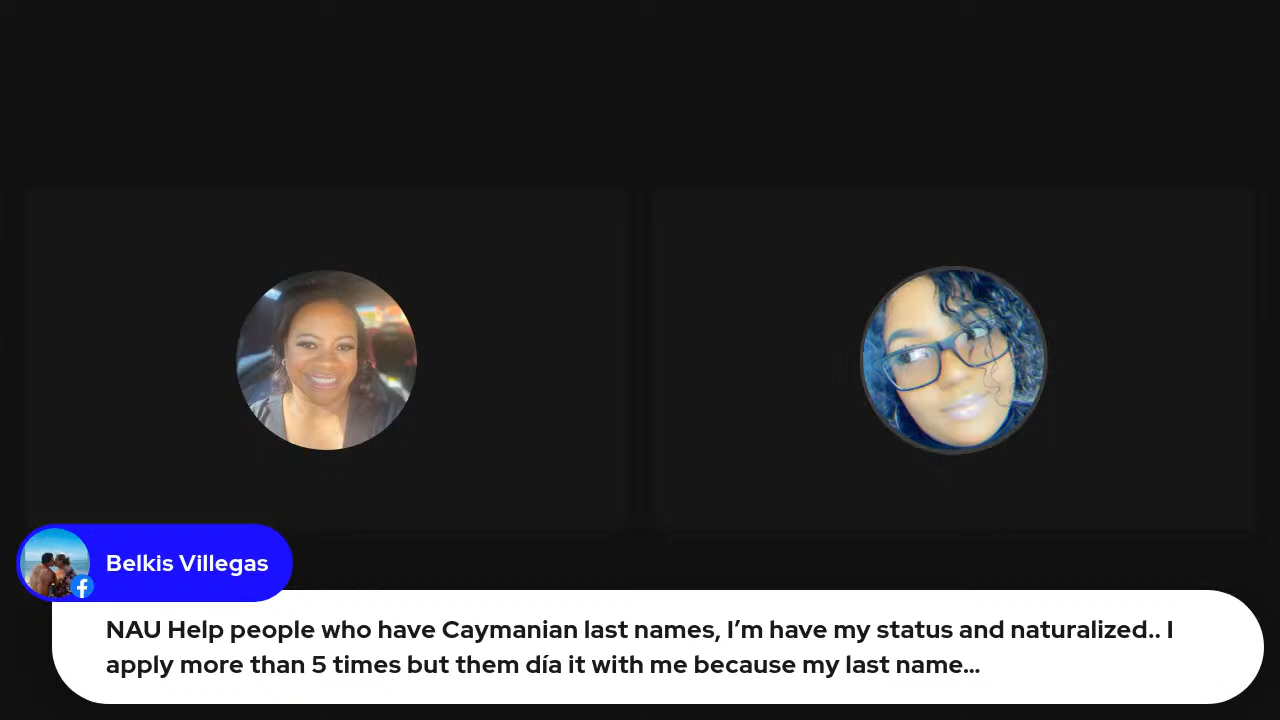 Belkis Villegas
NAU Help people who have Caymanian last names, I’m have my status and naturalized.. I
apply more than 5 times but them día it with me because my last name...